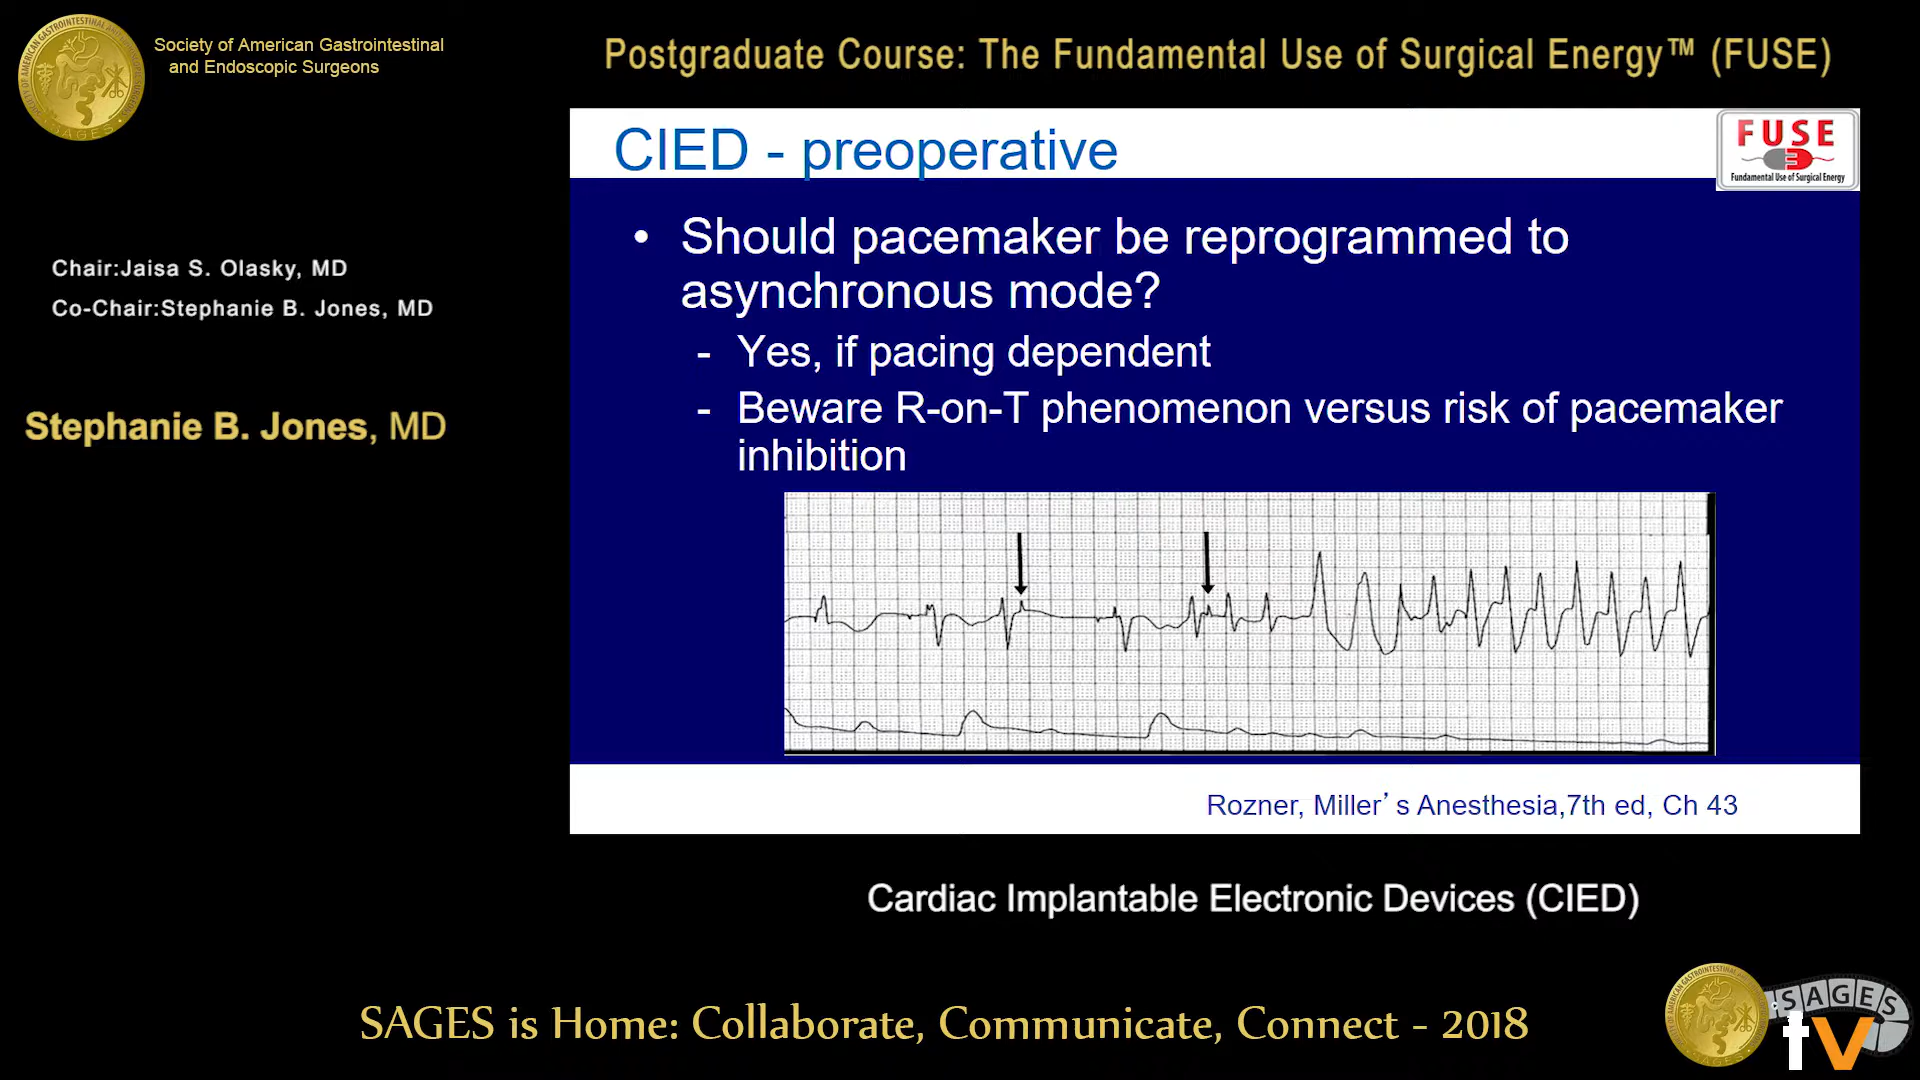 Society of American Gastrointestinal
and Endoscopic Surgeons
Postgraduate Course: The Fundamental Use of Surgical Energy™ (FUSE)
Chair:Jaisa S. Olasky, MD
Co-Chair:Stephanie B. Jones, MD
Stephanie B. Jones, MD
CIED - preoperative
FUSE
Fundamental Use of Surgical Energy
• Should pacemaker be reprogrammed to
asynchronous mode?
- Yes, if pacing dependent
- Beware R-on-T phenomenon versus risk of pacemaker
inhibition
Rozner, Miller’s Anesthesia,7th ed, Ch 43
Cardiac Implantable Electronic Devices (CIED)
SAGES is Home: Collaborate, Communicate, Connect - 2018
SAGES
tv